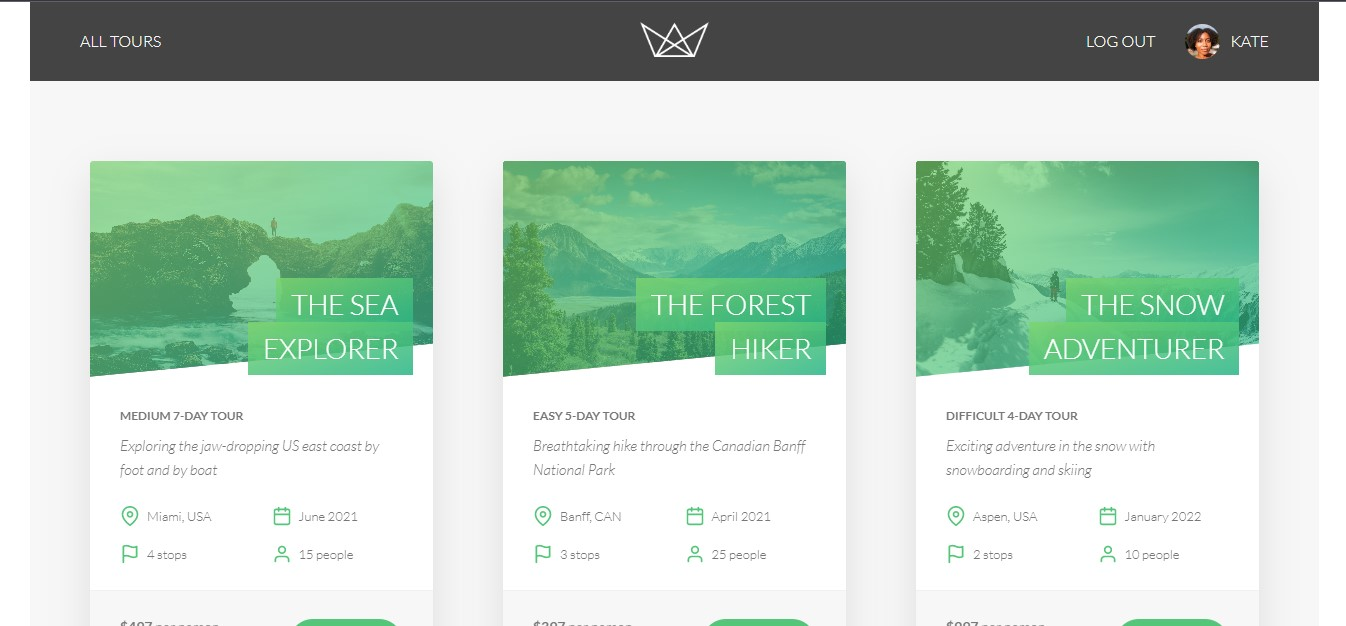 ALL TOURS
LOG OUT
KATE
THE SEA
EXPLORER
MEDIUM 7-DAY TOUR
Exploring the jaw-dropping US east coast by
foot and by boat
Miami, USA
June 2021
4 stops
15 people
THE FOREST
HIKER
EASY 5-DAY TOUR
Breathtaking hike through the Canadian Banff
National Park
Banff, CAN
April 2021
3 stops
25 people
THE SNOW
ADVENTURER
DIFFICULT 4-DAY TOUR
Exciting adventure in the snow with
snowboarding and skiing
Aspen, USA
January 2022
2 stops
10 people